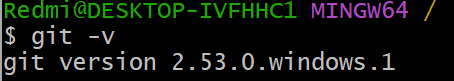 Redmi@DESKTOP-IVFHHC1 MINGW64 /
$ git -v
git version 2.53.0.windows.1